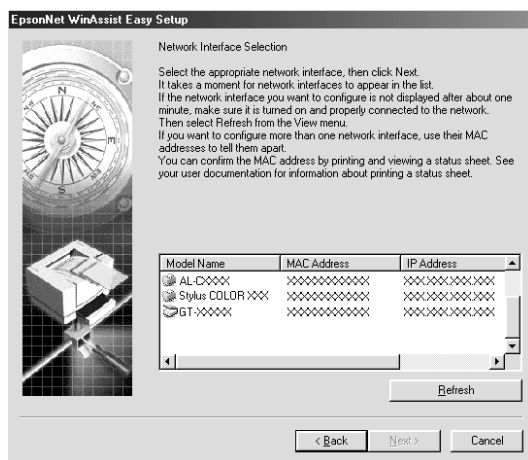 EpsonNet WinAssist Easy Setup
Network Interface Selection
Select the appropriate network interface, then click Next.
It takes a moment for network interfaces to appear in the list.
If the network interface you want to configure is not displayed after about one
minute, make sure it is turned on and properly connected to the network.
Then select Refresh from the View menu.
If you want to configure more than one network interface, use their MAC
addresses to tell them apart.
You can confirm the MAC address by printing and viewing a status sheet. See
your user documentation for information about printing a status sheet.
Model Name MAC Address IP Address
AL-CXXXX XXXXXXXXXXXX XXX.XXX.XXX.XXX
Stylus COLOR XXX XXXXXXXXXXXX XXX.XXX.XXX.XXX
GT-XXXXX XXXXXXXXXXXX XXX.XXX.XXX.XXX
Refresh
< Back Next > Cancel